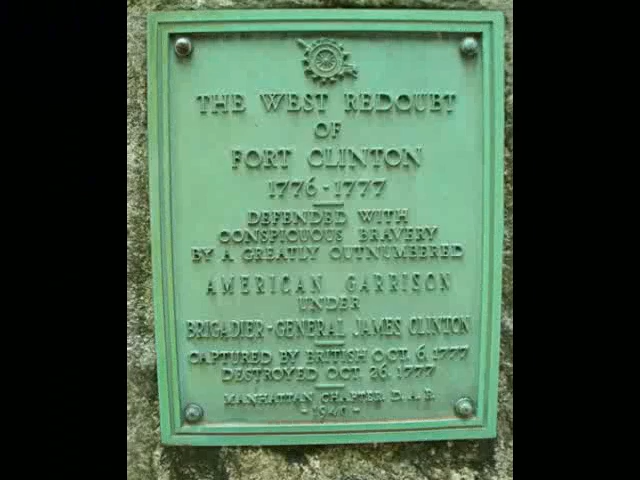 THE WEST REDOUBT
OF
FORT CLINTON
1776-1777
DEFENDED WITH
CONSPICUOUS BRAVERY
BY A GREATLY OUTNUMBERED
AMERICAN GARRISON
UNDER
BRIGADIER-GENERAL JAMES CLINTON
CAPTURED BY BRITISH OCT. 6, 1777
DESTROYED OCT. 26, 1777
MANHATTAN CHAPTER D.A.R.
-1940-